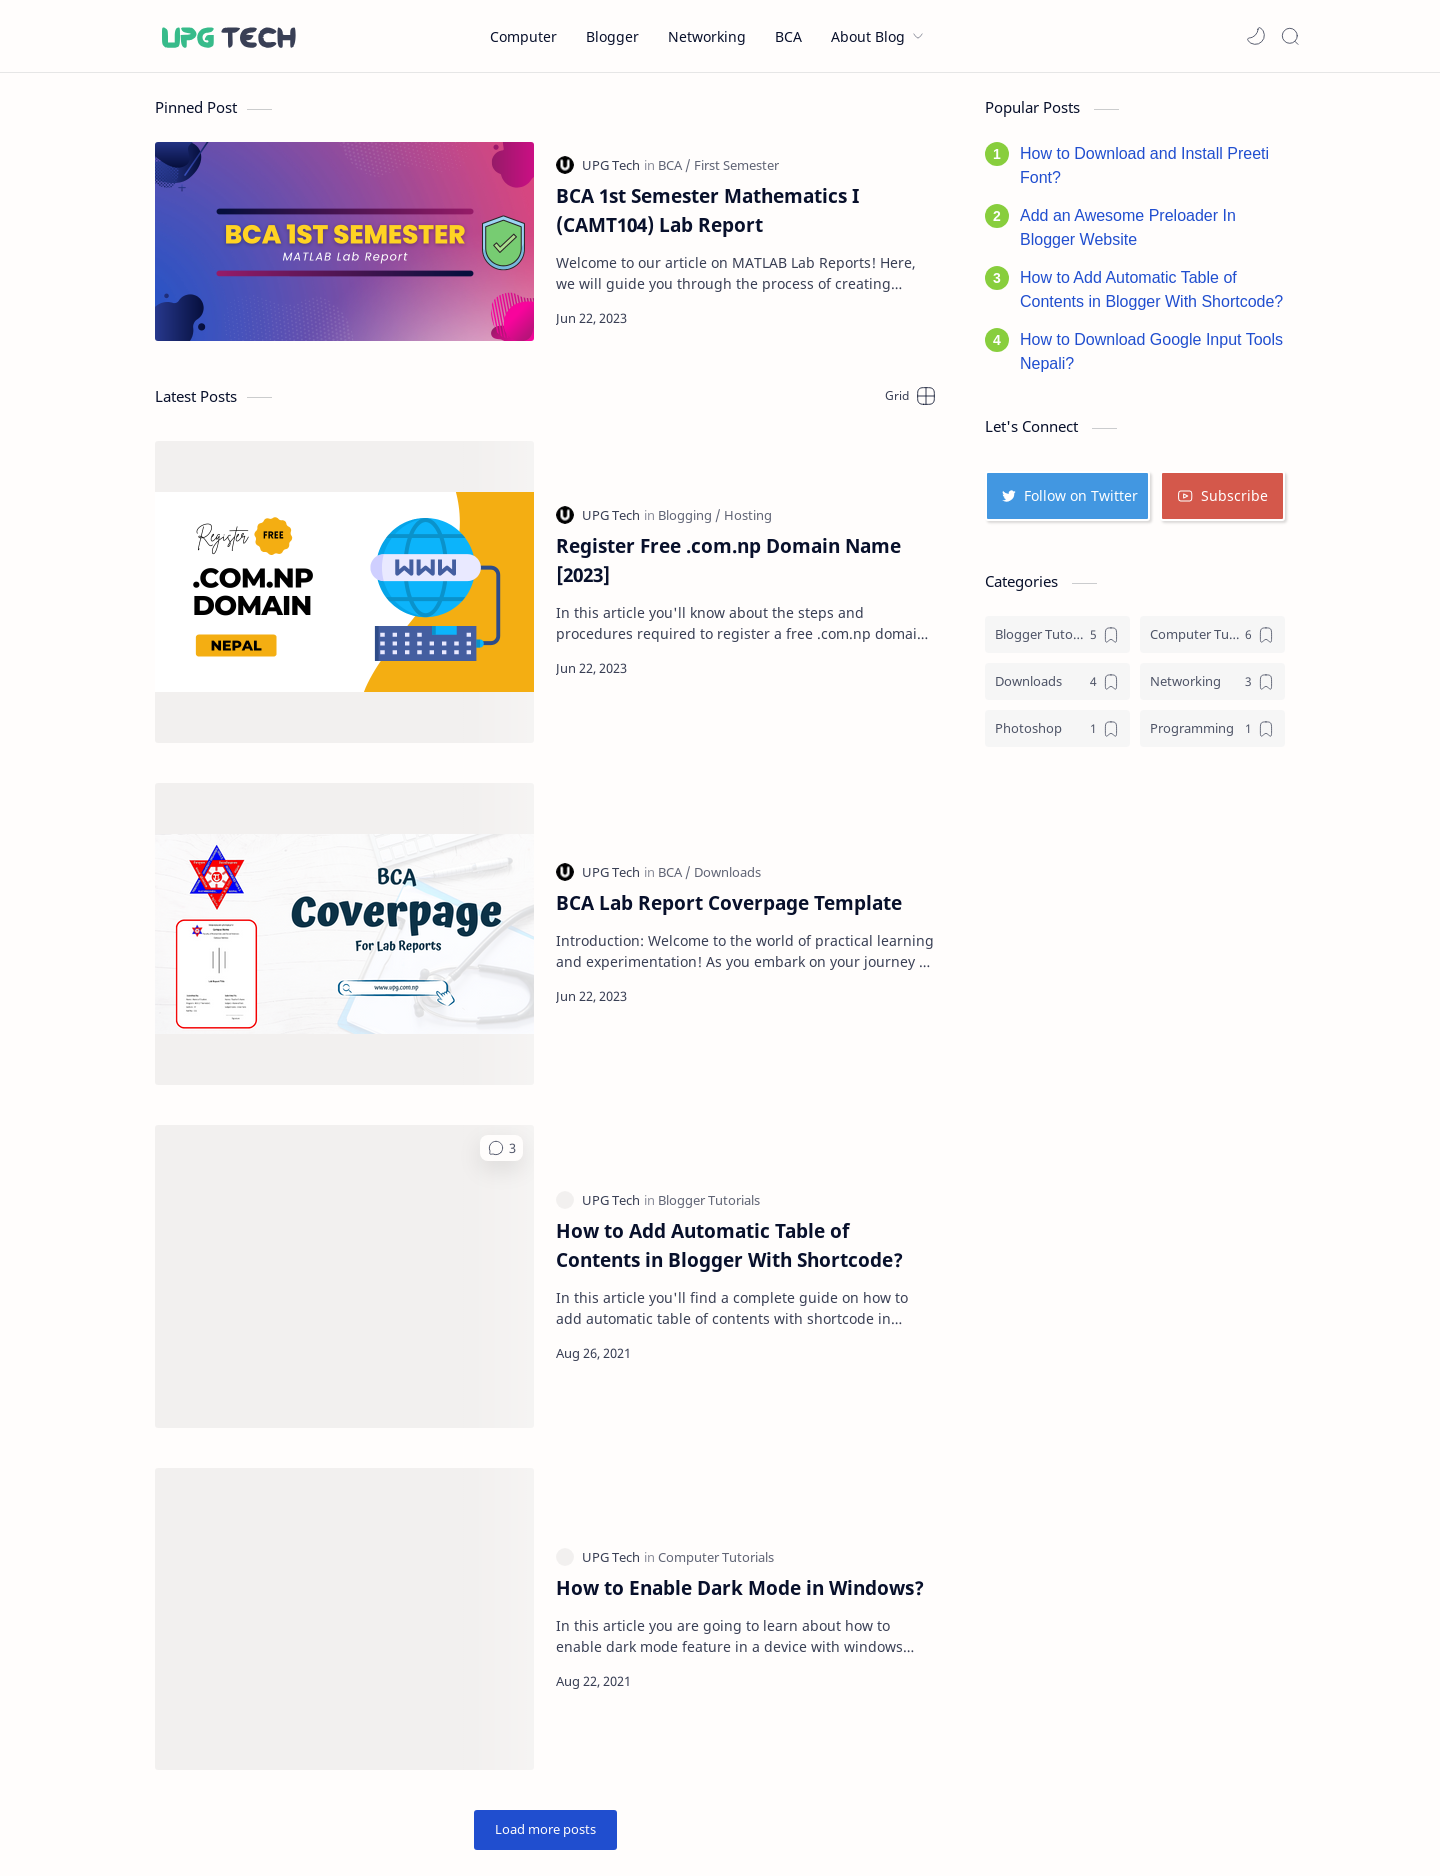 UPG TECH
Computer
Blogger
Networking
BCA
About Blog
Pinned Post
BCA 1ST SEMESTER
MATLAB Lab Report
UPG Tech in BCA / First Semester
BCA 1st Semester Mathematics I
(CAMT104) Lab Report
Welcome to our article on MATLAB Lab Reports! Here,
we will guide you through the process of creating...
Jun 22, 2023
Latest Posts
Grid
Register FREE
.COM.NP
DOMAIN
NEPAL
WWW
UPG Tech in Blogging / Hosting
Register Free .com.np Domain Name
[2023]
In this article you'll know about the steps and
procedures required to register a free .com.np domai...
Jun 22, 2023
BCA
Coverpage
For Lab Reports
www.upg.com.np
UPG Tech in BCA / Downloads
BCA Lab Report Coverpage Template
Introduction: Welcome to the world of practical learning
and experimentation! As you embark on your journey ...
Jun 22, 2023
3
UPG Tech in Blogger Tutorials
How to Add Automatic Table of
Contents in Blogger With Shortcode?
In this article you'll find a complete guide on how to
add automatic table of contents with shortcode in...
Aug 26, 2021
UPG Tech in Computer Tutorials
How to Enable Dark Mode in Windows?
In this article you are going to learn about how to
enable dark mode feature in a device with windows...
Aug 22, 2021
Load more posts
Popular Posts
1 How to Download and Install Preeti
Font?
2 Add an Awesome Preloader In
Blogger Website
3 How to Add Automatic Table of
Contents in Blogger With Shortcode?
4 How to Download Google Input Tools
Nepali?
Let's Connect
Follow on Twitter
Subscribe
Categories
Blogger Tuto... 5
Computer Tu... 6
Downloads 4
Networking 3
Photoshop 1
Programming 1